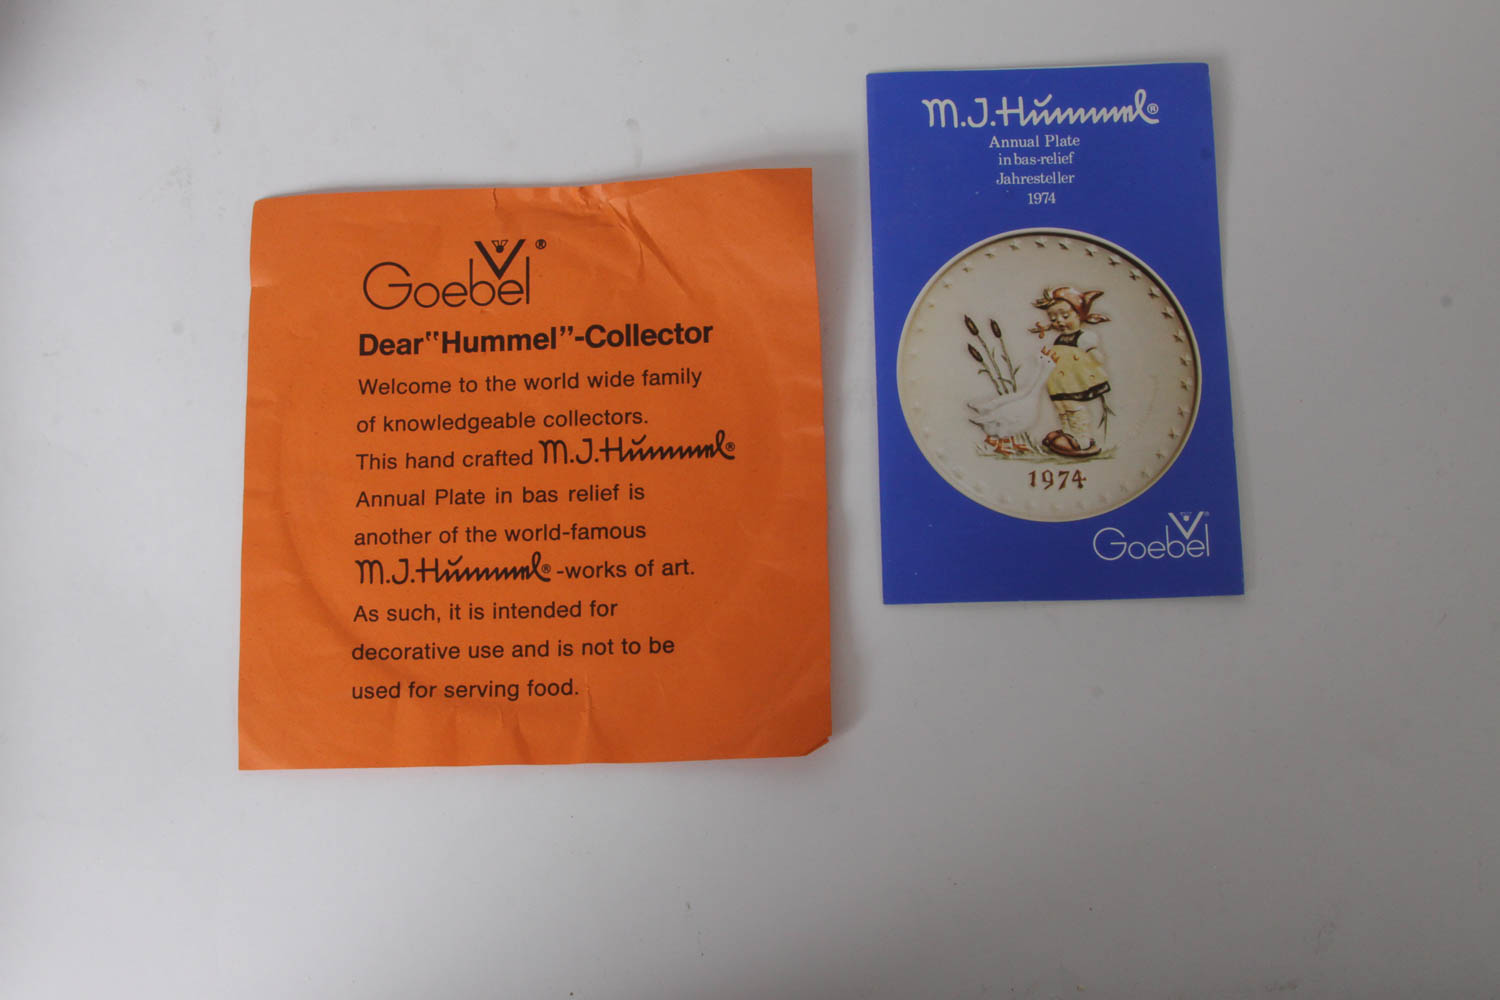 Goebel ®
Dear "Hummel"-Collector
Welcome to the world wide family
of knowledgeable collectors.
This hand crafted M.J.Hummel®
Annual Plate in bas relief is
another of the world-famous
M.J.Hummel® -works of art.
As such, it is intended for
decorative use and is not to be
used for serving food.
M.J.Hummel®
Annual Plate
in bas-relief
Jahresteller
1974
1974
Goebel ®